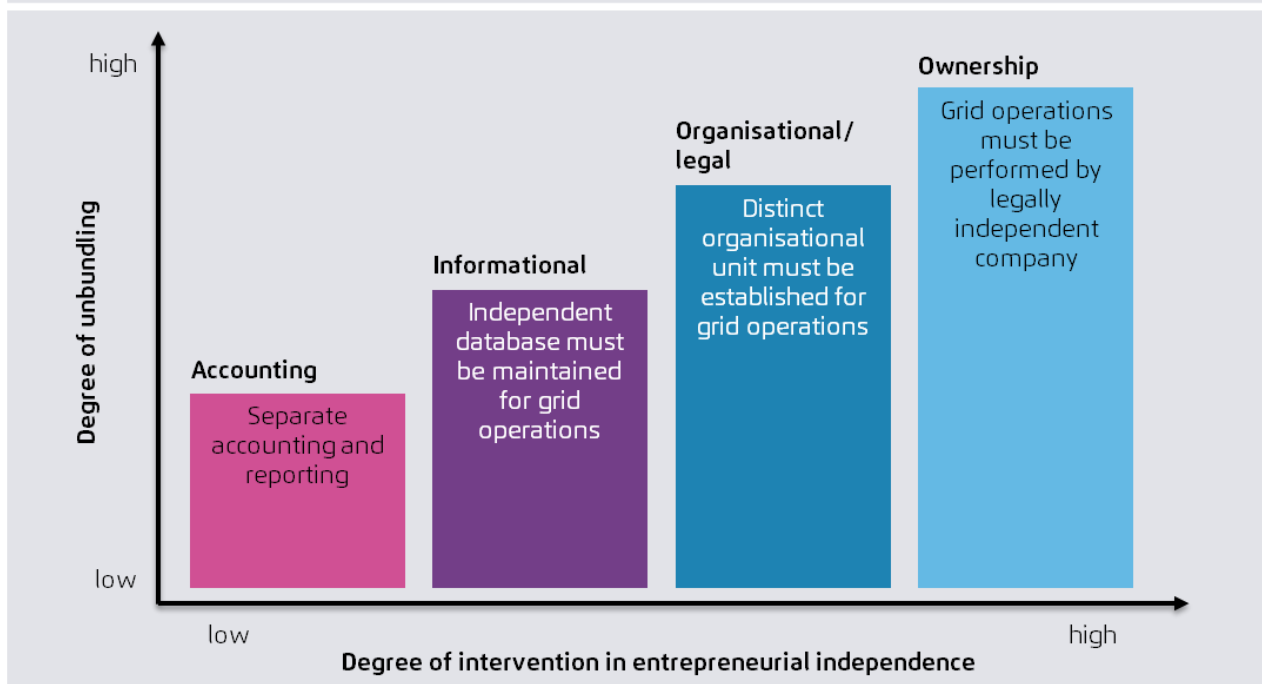 high
Degree of unbundling
low
Accounting
Separate
accounting and
reporting
Informational
Independent
database must
be maintained
for grid
operations
Organisational/
legal
Distinct
organisational
unit must be
established for
grid operations
Ownership
Grid operations
must be
performed by
legally
independent
company
low
high
Degree of intervention in entrepreneurial independence